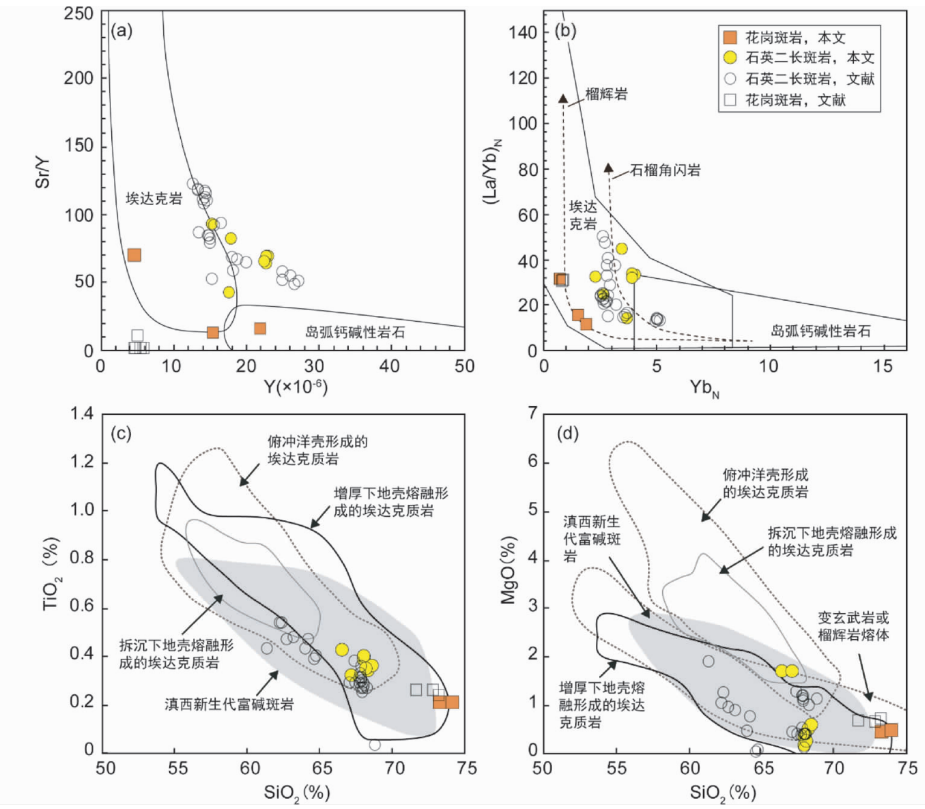 (a)
250
200
150
100
50
0
Sr/Y
埃达克岩
岛弧钙碱性岩石
0
10
20
30
40
50
Y(×10-6)
(b)
花岗斑岩，本文
石英二长斑岩，本文
石英二长斑岩，文献
花岗斑岩，文献
140
120
100
80
60
40
20
0
(La/Yb)N
榴辉岩
石榴角闪岩
埃达
克岩
岛弧钙碱性岩石
0
5
10
15
YbN
(c)
1.4
1.2
1.0
0.8
0.6
0.4
0.2
0
TiO2 (%)
俯冲洋壳形成的
埃达克质岩
增厚下地壳熔融形
成的埃达克质岩
拆沉下地壳熔融形
成的埃达克质岩
滇西新生代富碱斑岩
50
55
60
65
70
75
SiO2(%)
(d)
7
6
5
4
3
2
1
0
MgO(%)
俯冲洋壳形成
的埃达克质岩
滇西新生
代富碱斑
岩
拆沉下地壳熔融形成
的埃达克质岩
变玄武岩或
榴辉岩熔体
增厚下地壳熔
融形成的埃达
克质岩
50
55
60
65
70
75
SiO2(%)